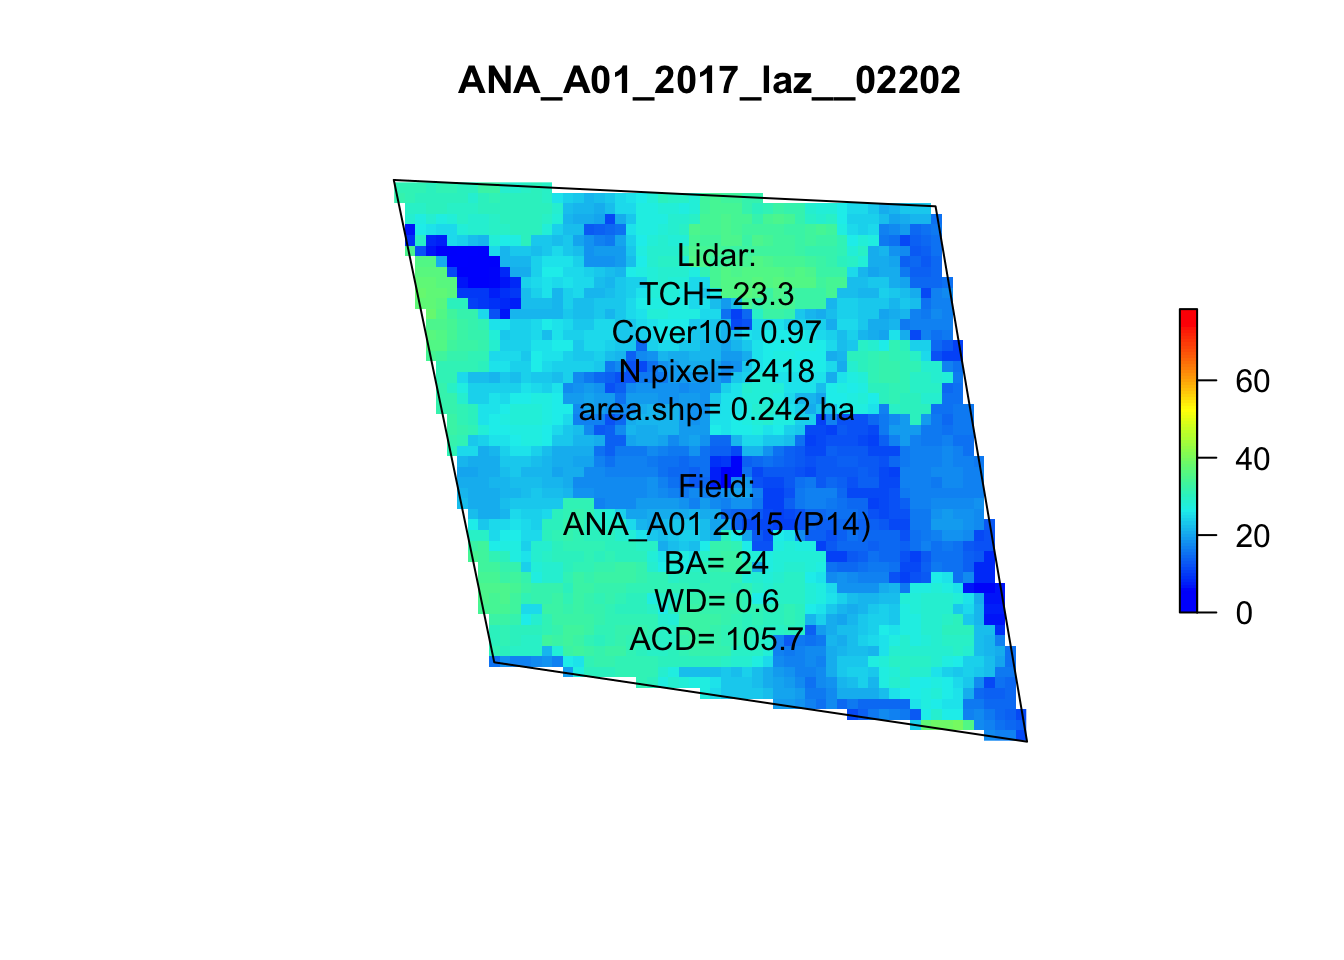 ANA_A01_2017_laz__02202
Lidar:
TCH= 23.3
Cover10= 0.97
N.pixel= 2418
area.shp= 0.242 ha
Field:
ANA_A01 2015 (P14)
BA= 24
WD= 0.6
ACD= 105.7
60
40
20
0